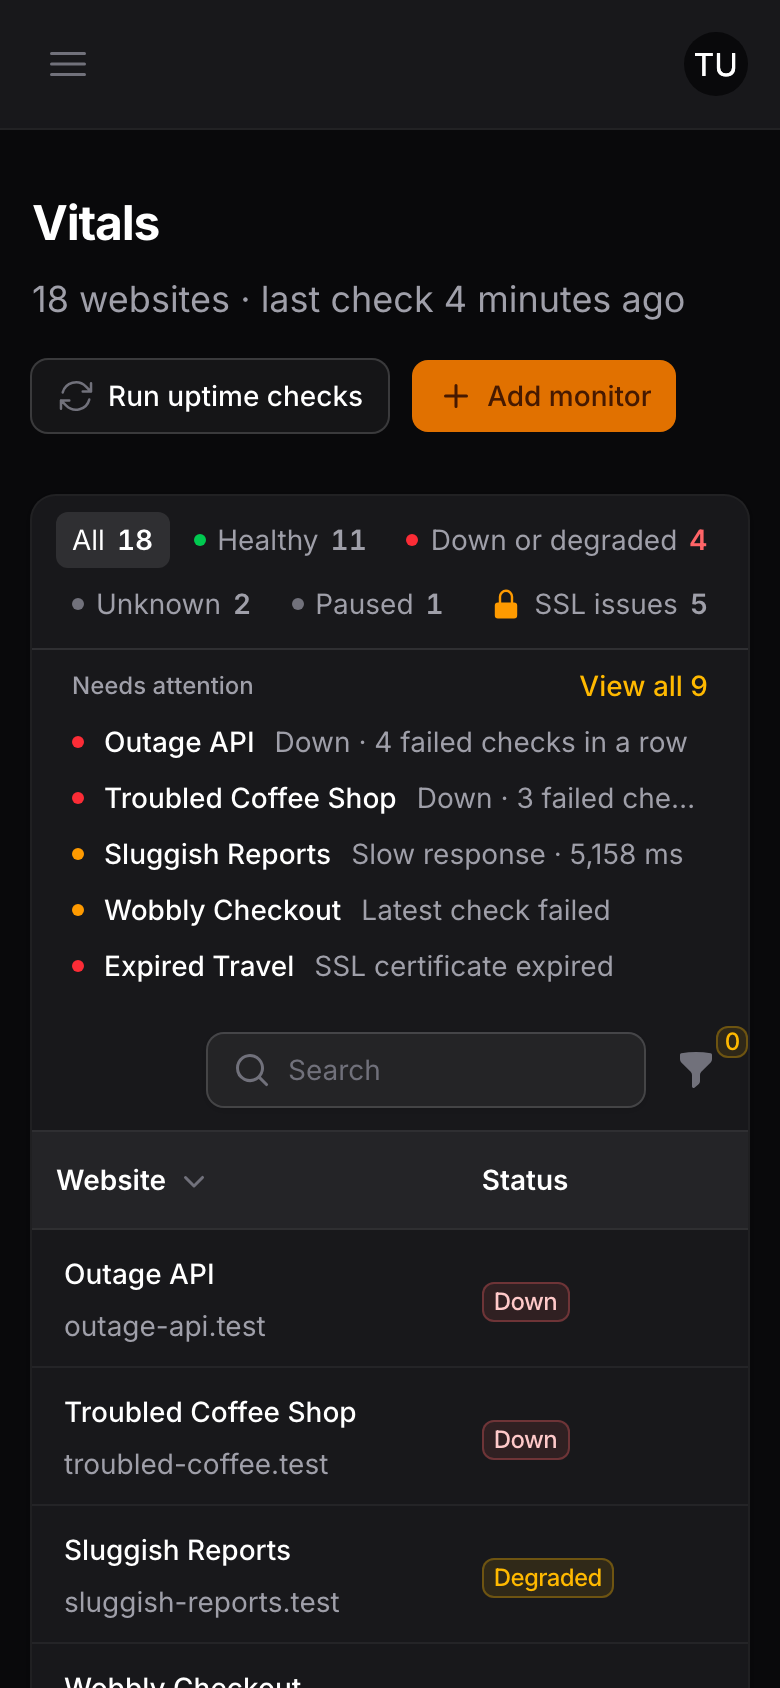 TU
Vitals
18 websites · last check 4 minutes ago
Run uptime checks
Add monitor
All 18 Healthy 11 Down or degraded 4
Unknown 2 Paused 1 SSL issues 5
Needs attention View all 9
Outage API Down · 4 failed checks in a row
Troubled Coffee Shop Down · 3 failed che...
Sluggish Reports Slow response · 5,158 ms
Wobbly Checkout Latest check failed
Expired Travel SSL certificate expired
Search 0
Website Status
Outage API
outage-api.test
Down
Troubled Coffee Shop
troubled-coffee.test
Down
Sluggish Reports
sluggish-reports.test
Degraded
Wobbly Checkout